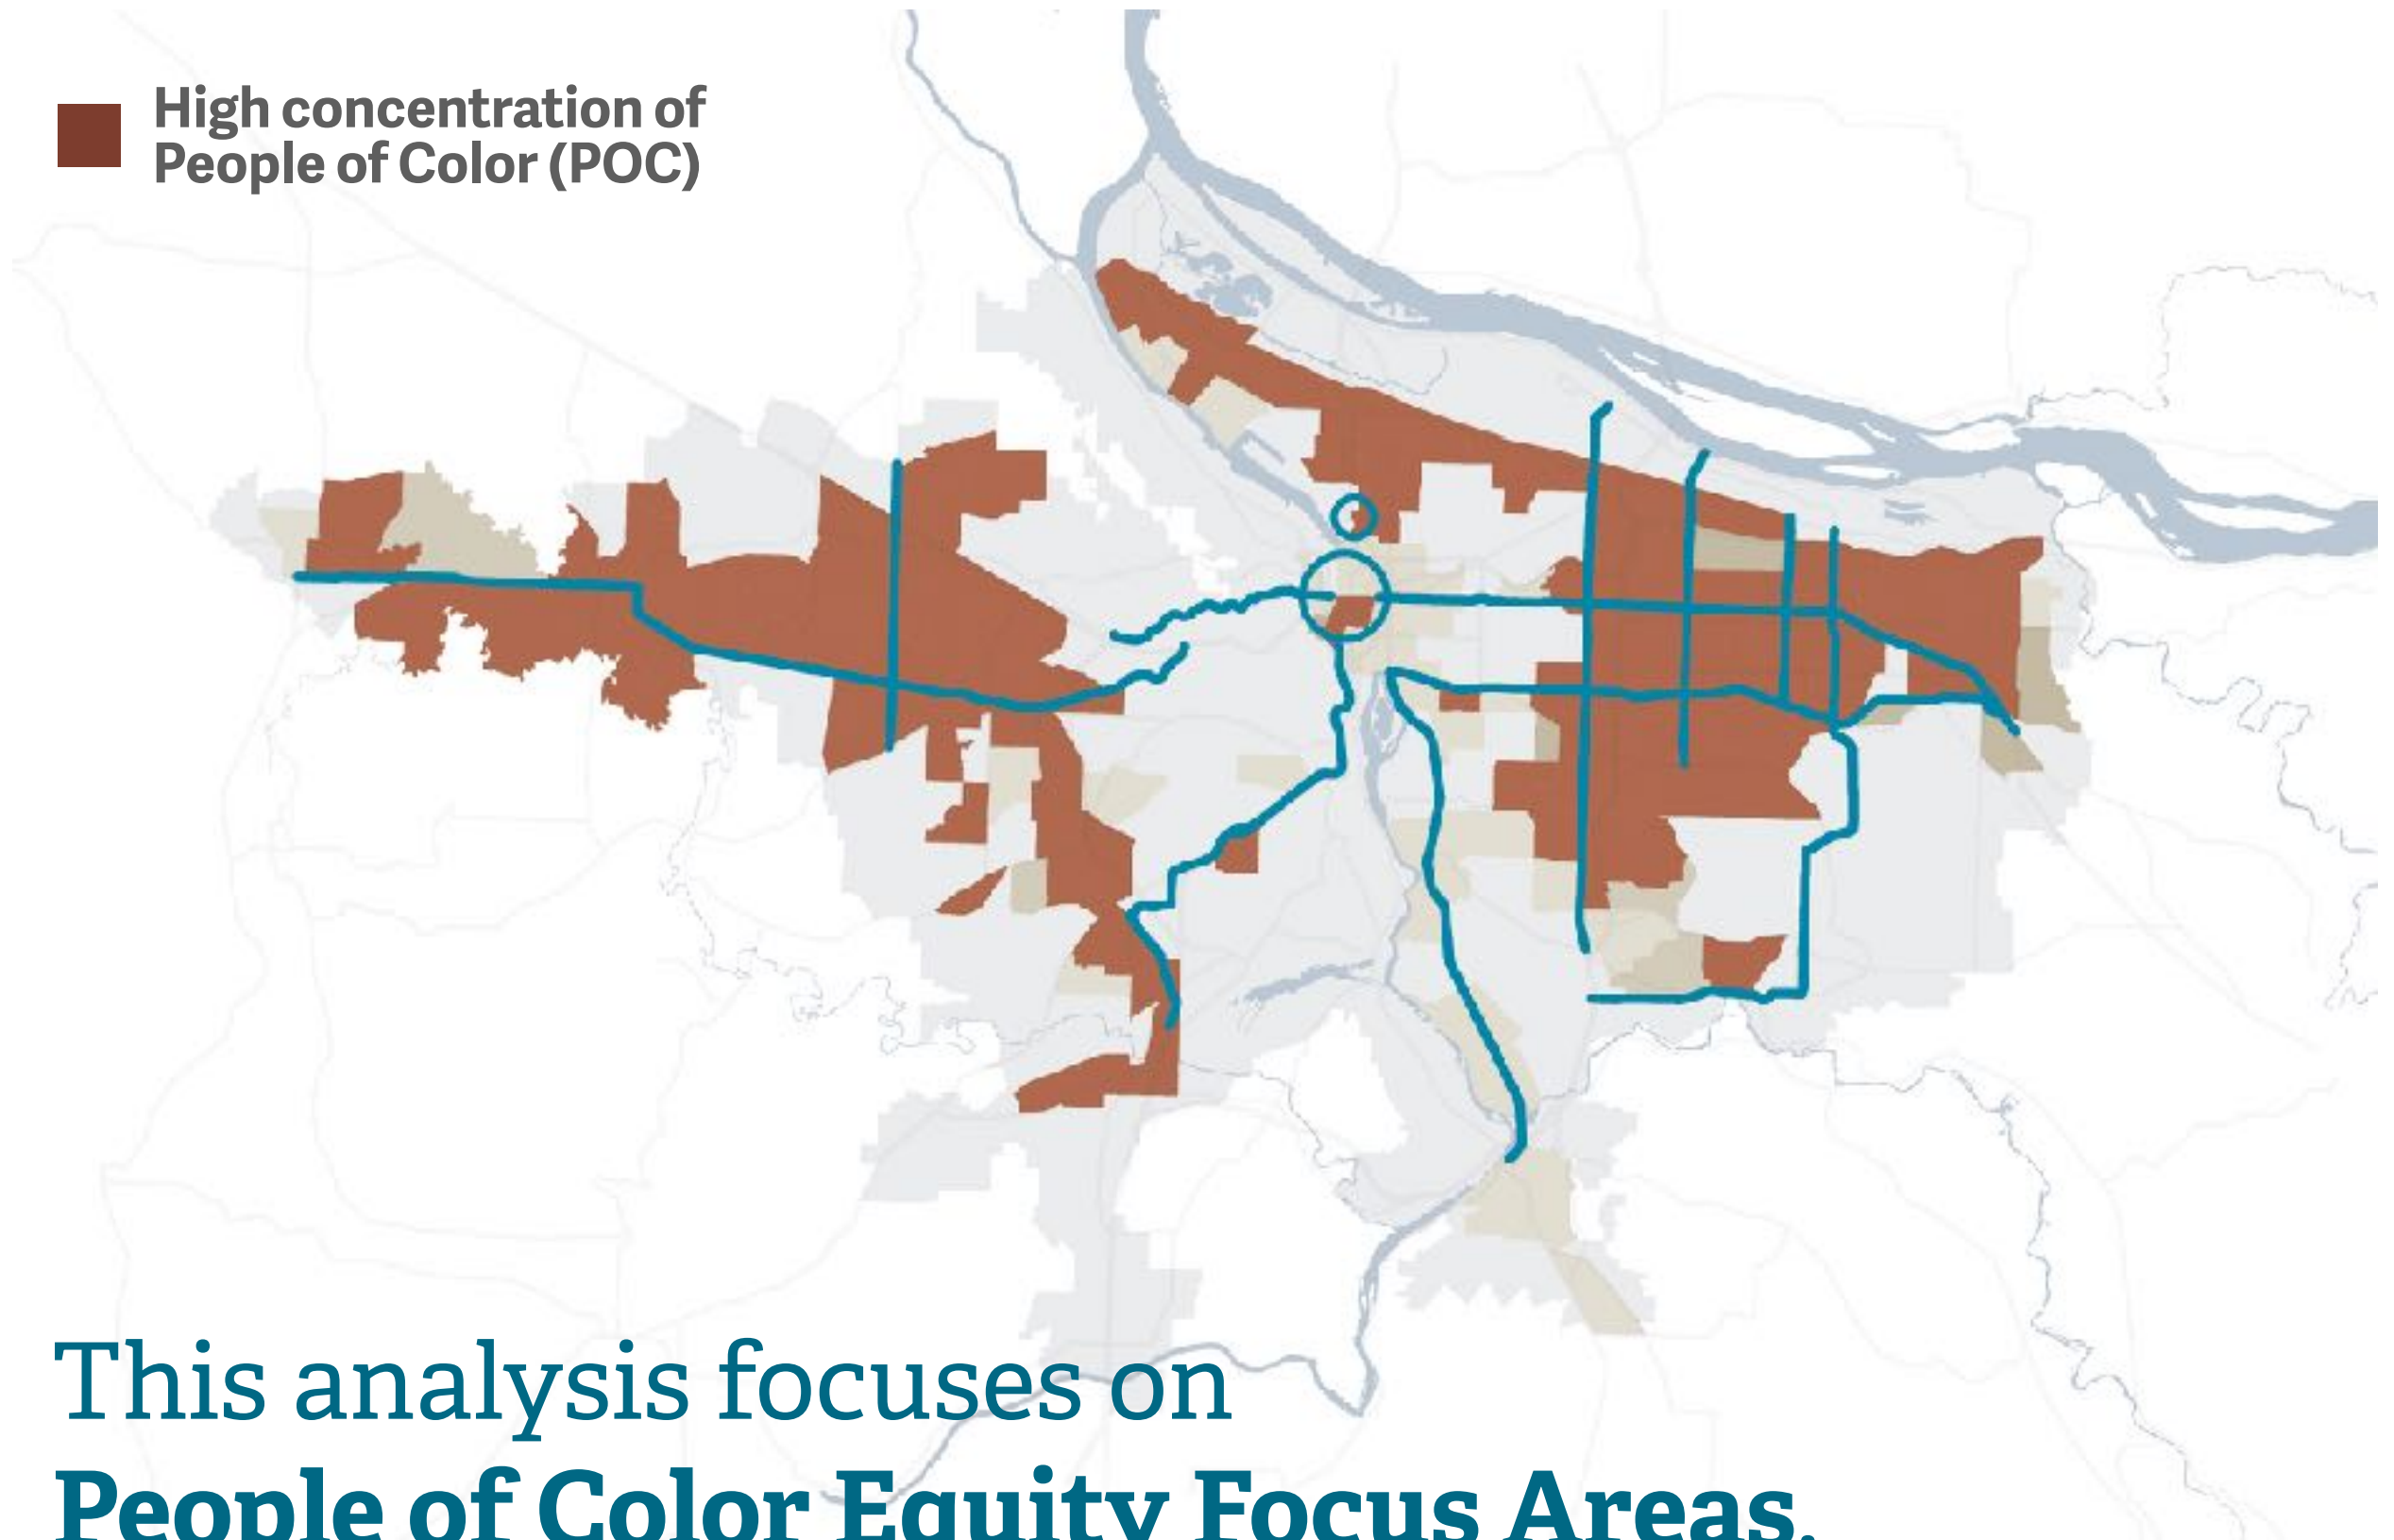 High concentration of
People of Color (POC)
This analysis focuses on
People of Color Equity Focus Areas.